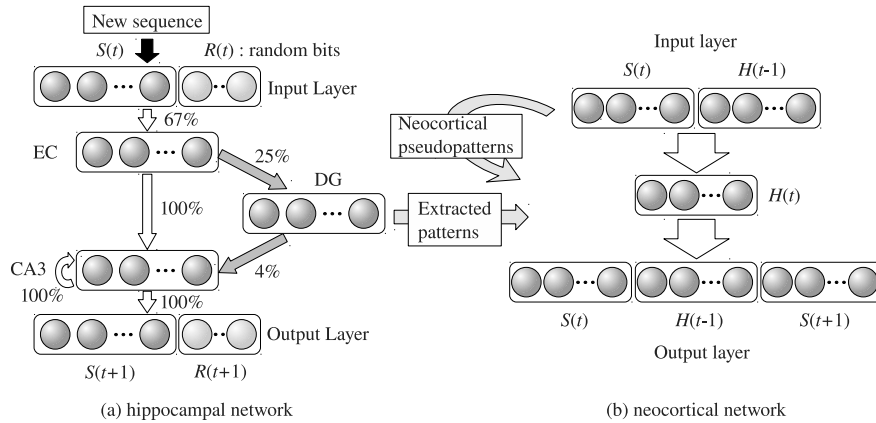 New sequence
S(t)
R(t) : random bits
Input Layer
67%
EC
25%
DG
100%
4%
CA3
100%
100%
Output Layer
S(t+1)
R(t+1)
(a) hippocampal network
Neocortical
pseudopatterns
Extracted
patterns
Input layer
S(t)
H(t-1)
H(t)
S(t)
H(t-1)
S(t+1)
Output layer
(b) neocortical network